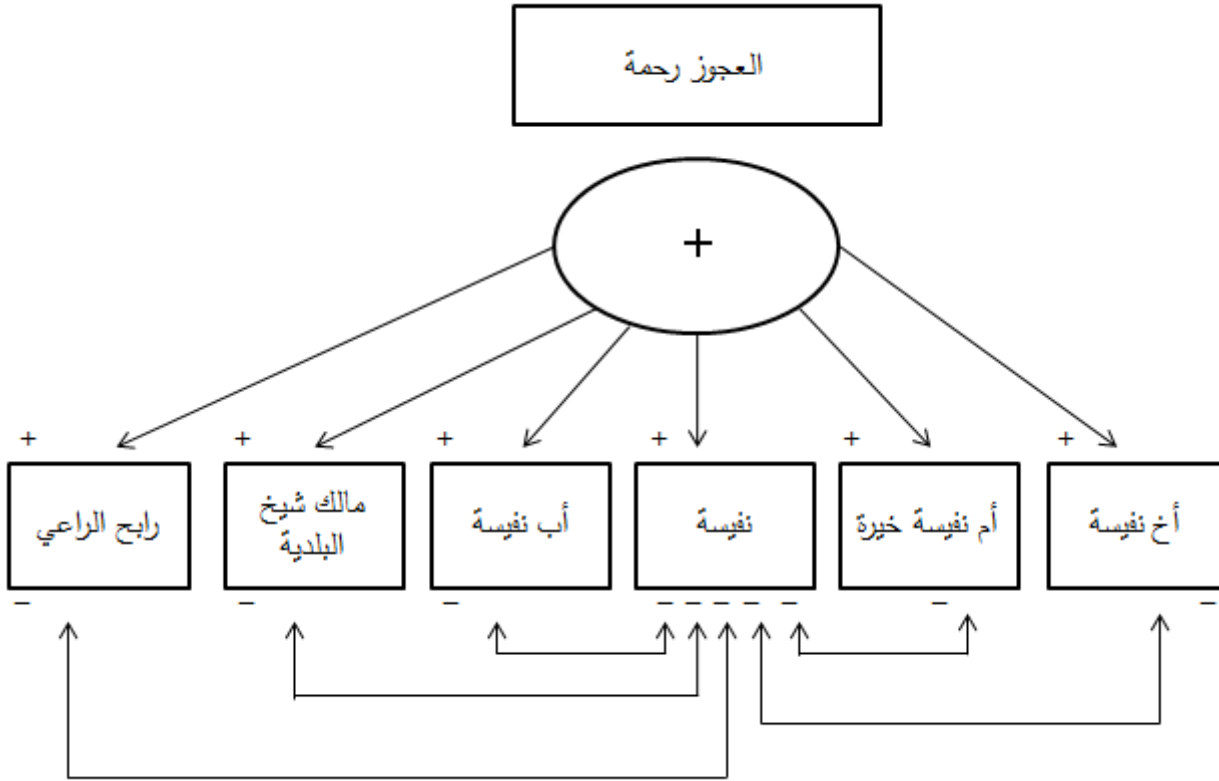 العجوز رحمة
+
+ + + + + +
أخ نفيسة
أم نفيسة خيرة
نفيسة
أب نفيسة
مالك شيخ
البلدية
رابح الراعي
− − − − − − − − − −